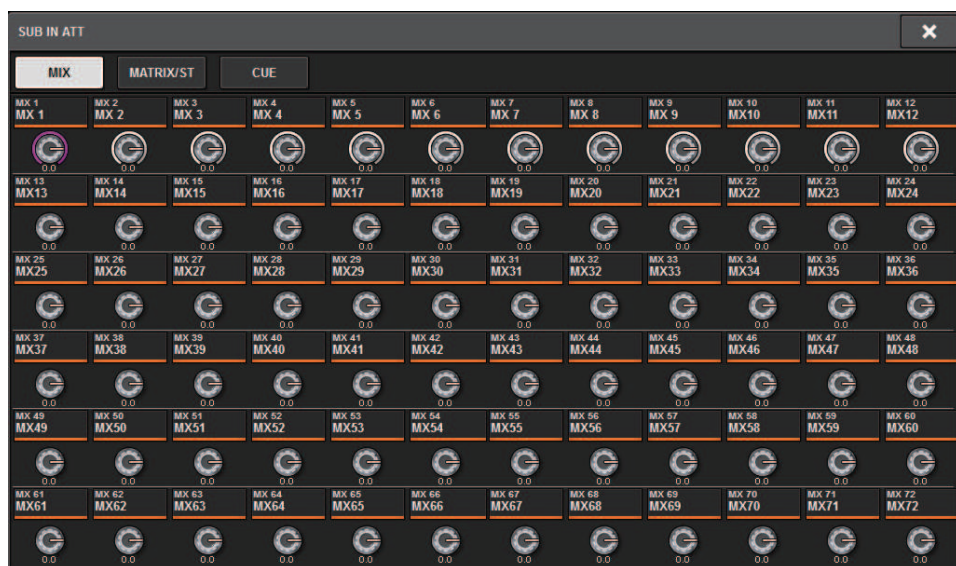 SUB IN ATT
MIX MATRIX/ST CUE
MX 1 MX 2 MX 3 MX 4 MX 5 MX 6 MX 7 MX 8 MX 9 MX 10 MX 11 MX 12
MX 1 MX 2 MX 3 MX 4 MX 5 MX 6 MX 7 MX 8 MX 9 MX10 MX11 MX12
0.0 0.0 0.0 0.0 0.0 0.0 0.0 0.0 0.0 0.0 0.0 0.0
MX 13 MX 14 MX 15 MX 16 MX 17 MX 18 MX 19 MX 20 MX 21 MX 22 MX 23 MX 24
MX13 MX14 MX15 MX16 MX17 MX18 MX19 MX20 MX21 MX22 MX23 MX24
0.0 0.0 0.0 0.0 0.0 0.0 0.0 0.0 0.0 0.0 0.0 0.0
MX 25 MX 26 MX 27 MX 28 MX 29 MX 30 MX 31 MX 32 MX 33 MX 34 MX 35 MX 36
MX25 MX26 MX27 MX28 MX29 MX30 MX31 MX32 MX33 MX34 MX35 MX36
0.0 0.0 0.0 0.0 0.0 0.0 0.0 0.0 0.0 0.0 0.0 0.0
MX 37 MX 38 MX 39 MX 40 MX 41 MX 42 MX 43 MX 44 MX 45 MX 46 MX 47 MX 48
MX37 MX38 MX39 MX40 MX41 MX42 MX43 MX44 MX45 MX46 MX47 MX48
0.0 0.0 0.0 0.0 0.0 0.0 0.0 0.0 0.0 0.0 0.0 0.0
MX 49 MX 50 MX 51 MX 52 MX 53 MX 54 MX 55 MX 56 MX 57 MX 58 MX 59 MX 60
MX49 MX50 MX51 MX52 MX53 MX54 MX55 MX56 MX57 MX58 MX59 MX60
0.0 0.0 0.0 0.0 0.0 0.0 0.0 0.0 0.0 0.0 0.0 0.0
MX 61 MX 62 MX 63 MX 64 MX 65 MX 66 MX 67 MX 68 MX 69 MX 70 MX 71 MX 72
MX61 MX62 MX63 MX64 MX65 MX66 MX67 MX68 MX69 MX70 MX71 MX72
0.0 0.0 0.0 0.0 0.0 0.0 0.0 0.0 0.0 0.0 0.0 0.0